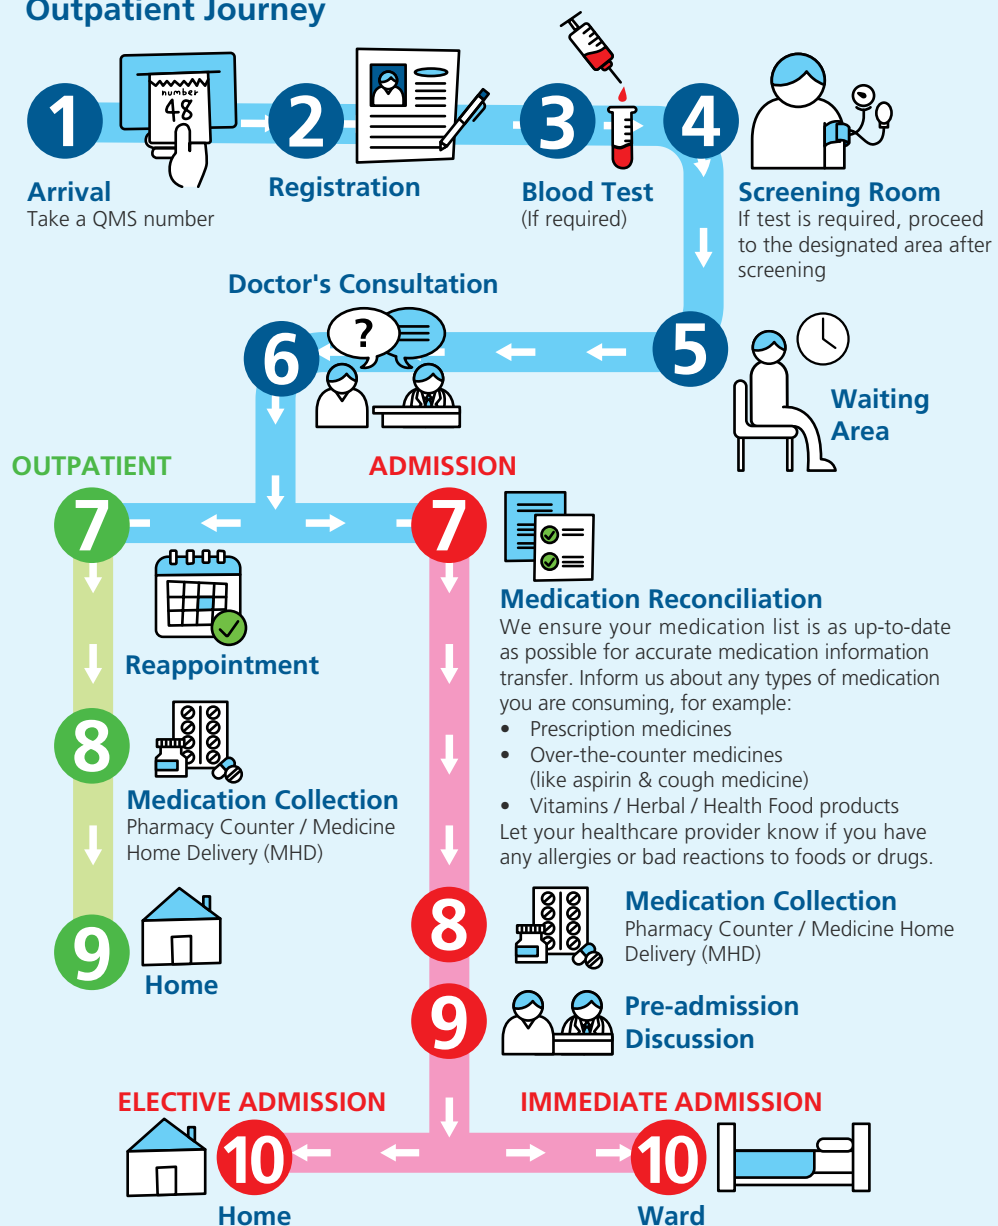 Outpatient Journey
1
number
48
Arrival
Take a QMS number
2
Registration
3
Blood Test
(If required)
4
Screening Room
If test is required, proceed
to the designated area after
screening
5
Waiting
Area
Doctor's Consultation
6
?
OUTPATIENT
7
Reappointment
8
Medication Collection
Pharmacy Counter / Medicine
Home Delivery (MHD)
9
Home
ADMISSION
7
Medication Reconciliation
We ensure your medication list is as up-to-date
as possible for accurate medication information
transfer. Inform us about any types of medication
you are consuming, for example:
• Prescription medicines
• Over-the-counter medicines
(like aspirin & cough medicine)
• Vitamins / Herbal / Health Food products
Let your healthcare provider know if you have
any allergies or bad reactions to foods or drugs.
8
Medication Collection
Pharmacy Counter / Medicine Home
Delivery (MHD)
9
Pre-admission
Discussion
ELECTIVE ADMISSION
10
Home
IMMEDIATE ADMISSION
10
Ward